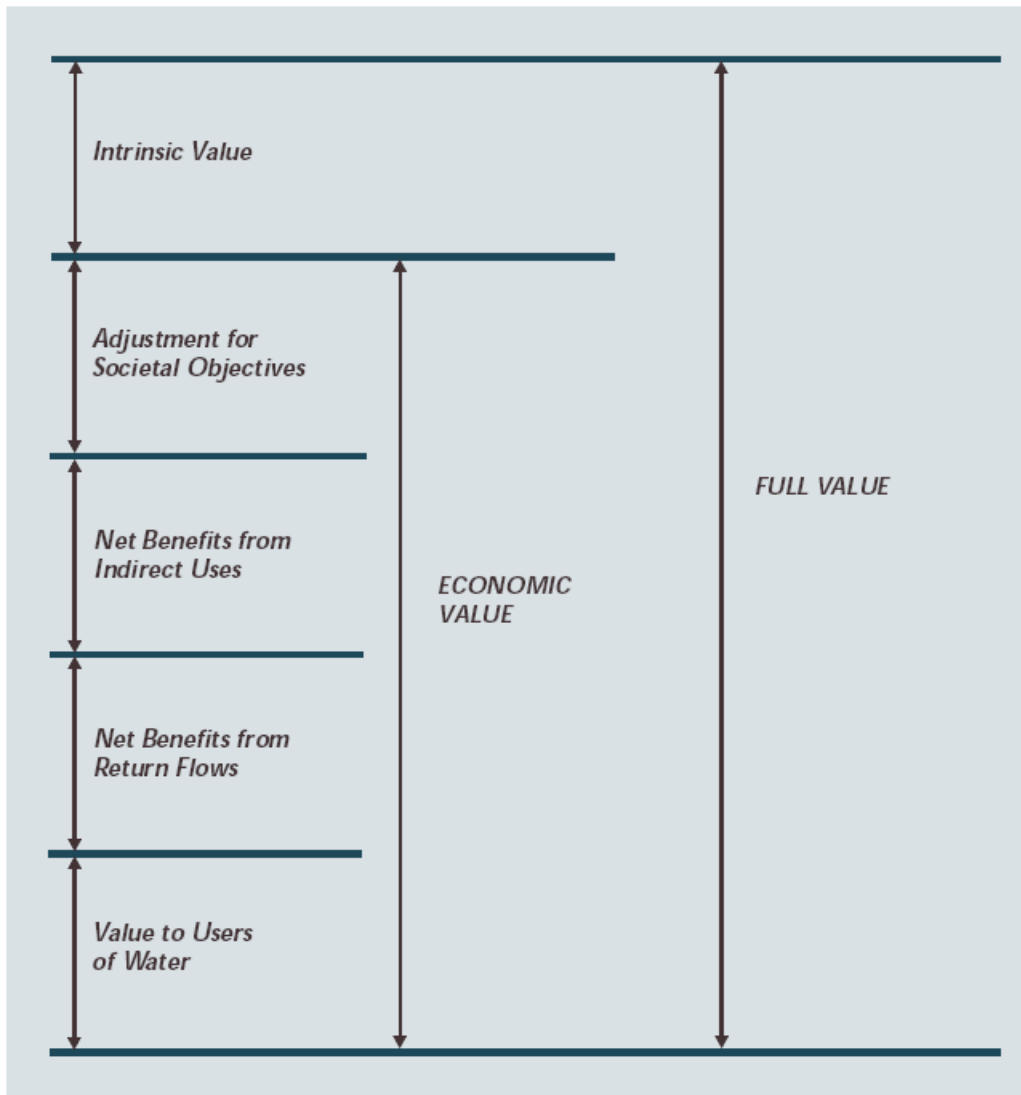 Intrinsic Value
Adjustment for
Societal Objectives
FULL VALUE
Net Benefits from
Indirect Uses
ECONOMIC
VALUE
Net Benefits from
Return Flows
Value to Users
of Water